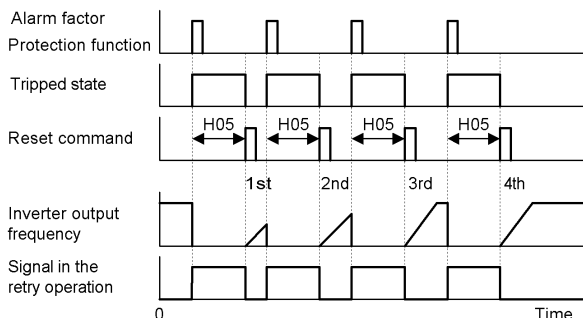 Alarm factor
Protection function
Tripped state
H05 H05 H05 H05
Reset command
1st 2nd 3rd 4th
Inverter output
frequency
Signal in the
retry operation
0 Time